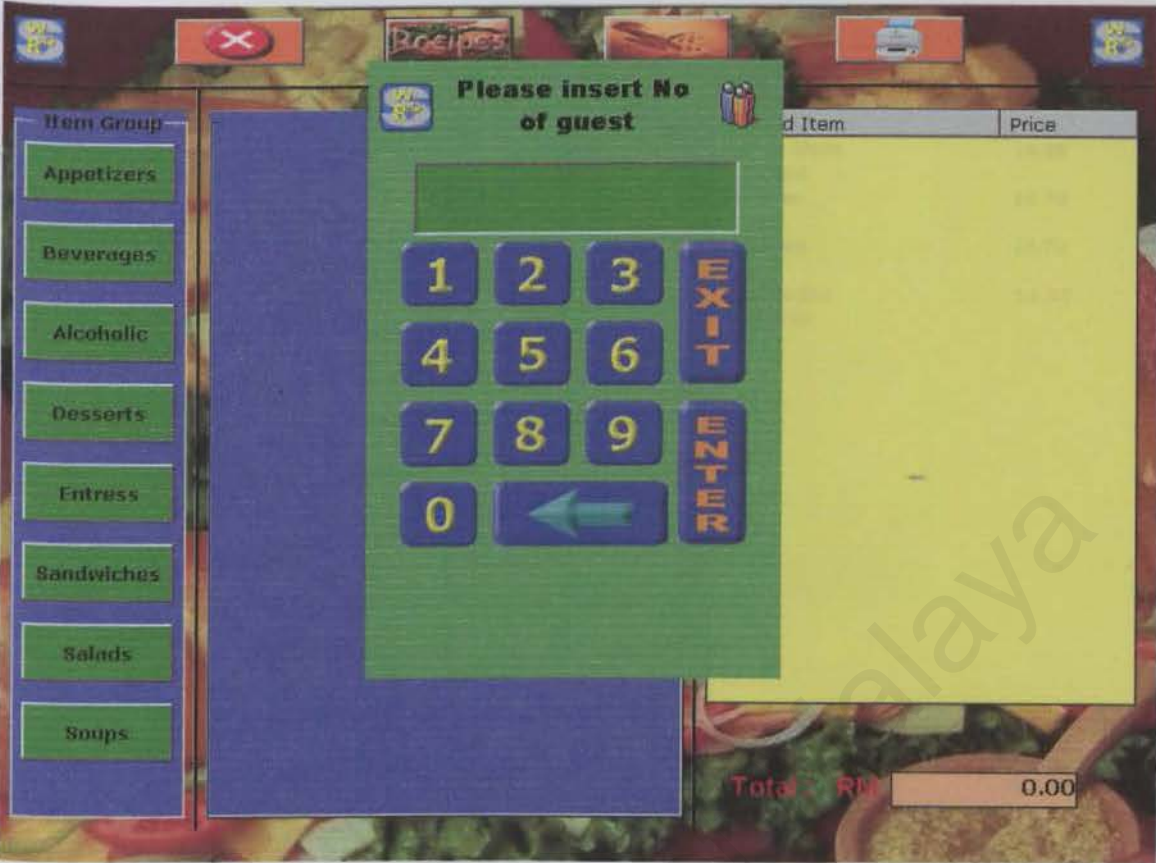 Recipes
Please insert No
of guest
Item Group
Appetizers
Beverages
Alcoholic
Desserts
Entress
Sandwiches
Salads
Soups
1 2 3
4 5 6
7 8 9
0
EXIT
ENTER
d Item Price
Total : RM 0.00
alaya